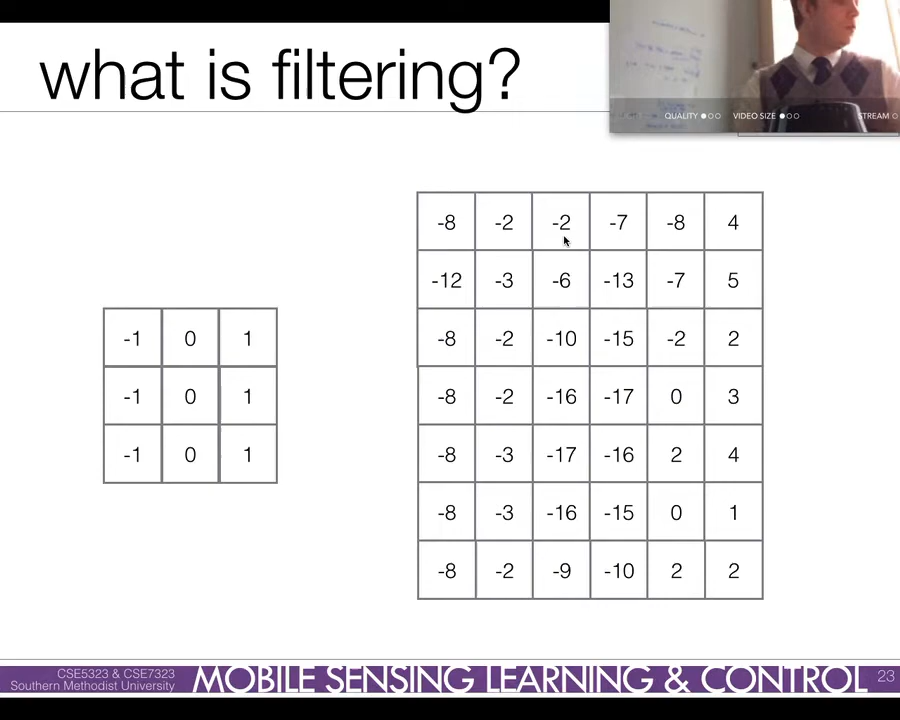 what is filtering?
QUALITY
VIDEO SIZE
STREAM
-8 -2 -2 -7 -8 4
-12 -3 -6 -13 -7 5
-8 -2 -10 -15 -2 2
-8 -2 -16 -17 0 3
-8 -3 -17 -16 2 4
-8 -3 -16 -15 0 1
-8 -2 -9 -10 2 2
-1 0 1
-1 0 1
-1 0 1
CSE5323 & CSE7323
Southern Methodist University
MOBILE SENSING LEARNING & CONTROL
23